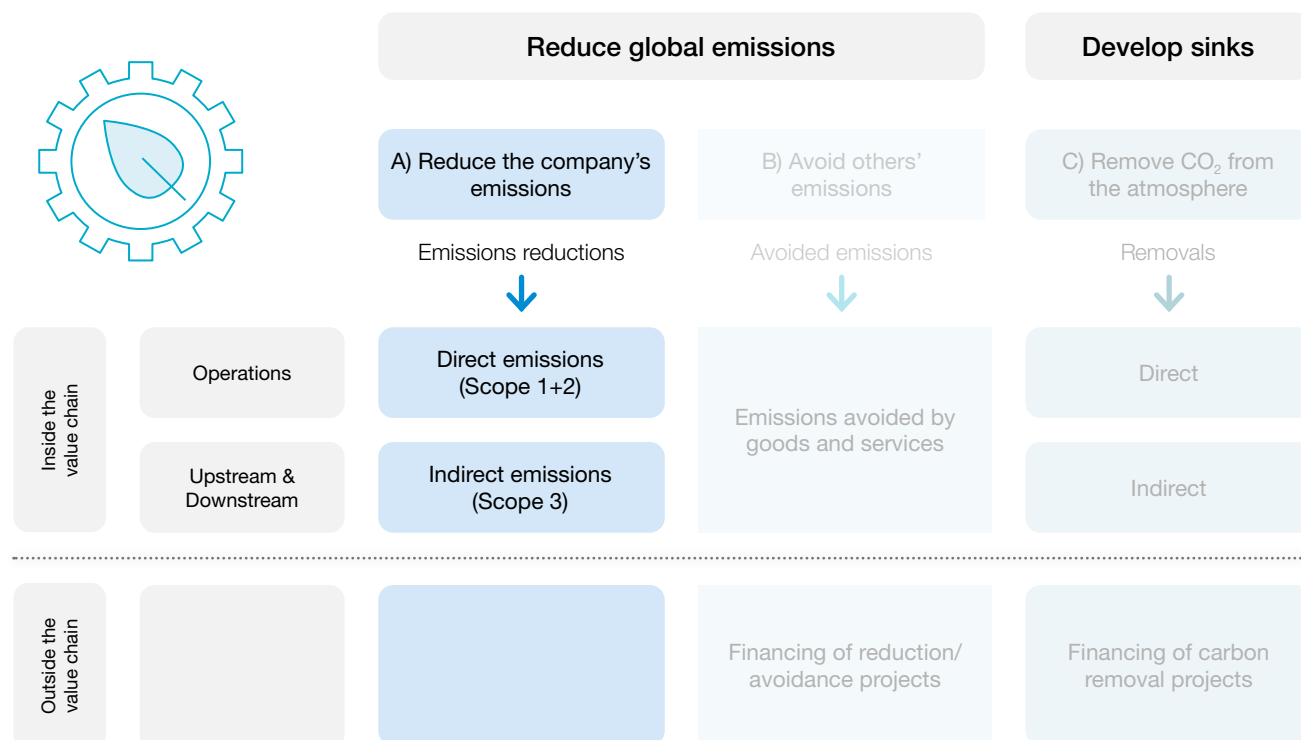 Reduce global emissions
Develop sinks
A) Reduce the company’s
emissions
B) Avoid others’
emissions
C) Remove CO₂ from
the atmosphere
Emissions reductions
Avoided emissions
Removals
Inside the
value chain
Operations
Direct emissions
(Scope 1+2)
Emissions avoided by
goods and services
Direct
Upstream &
Downstream
Indirect emissions
(Scope 3)
Indirect
Outside the
value chain
Financing of reduction/
avoidance projects
Financing of carbon
removal projects